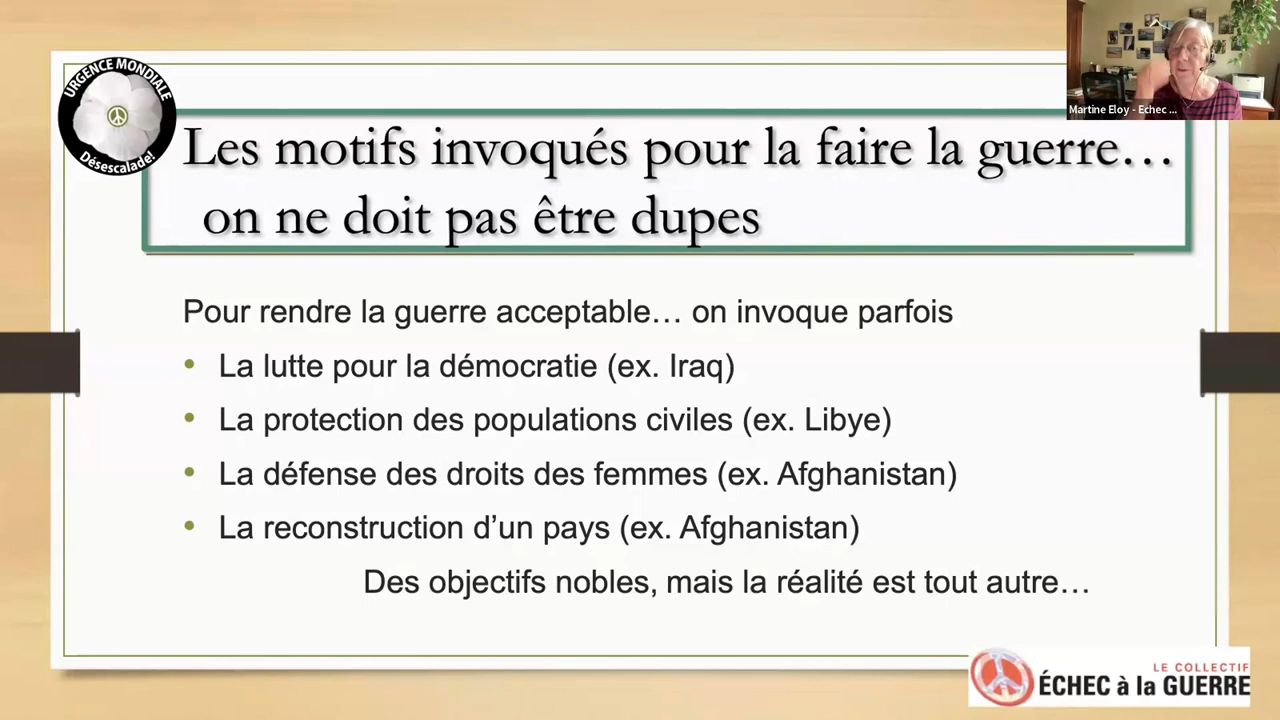 URGENCE MONDIALE
Désescalade!
Martine Eloy - Echec ...
Les motifs invoqués pour la faire la guerre…
on ne doit pas être dupes
Pour rendre la guerre acceptable… on invoque parfois
• La lutte pour la démocratie (ex. Iraq)
• La protection des populations civiles (ex. Libye)
• La défense des droits des femmes (ex. Afghanistan)
• La reconstruction d’un pays (ex. Afghanistan)
Des objectifs nobles, mais la réalité est tout autre…
LE COLLECTIF
ÉCHEC à la GUERRE